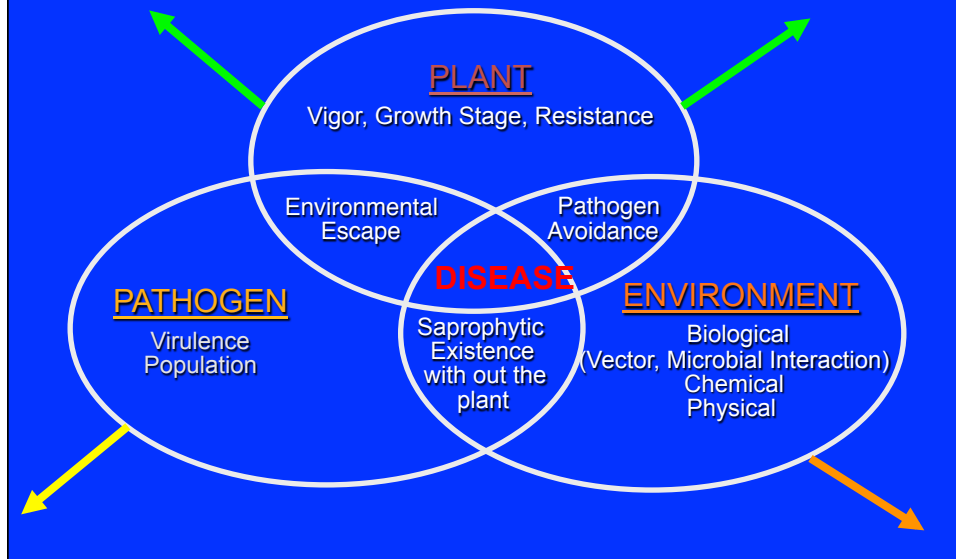 PLANT
Vigor, Growth Stage, Resistance
Environmental
Escape
Pathogen
Avoidance
DISEASE
PATHOGEN
Virulence
Population
ENVIRONMENT
Biological
(Vector, Microbial Interaction)
Chemical
Physical
Saprophytic
Existence
with out the
plant